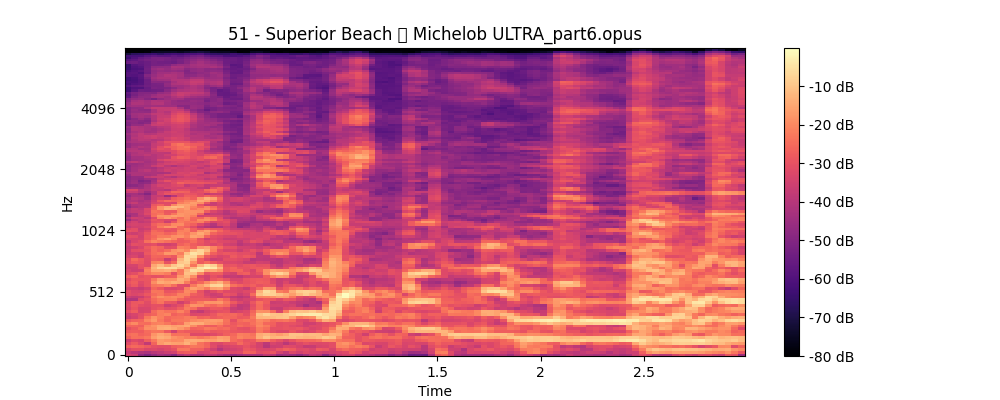 51 - Superior Beach  Michelob ULTRA_part6.opus
Hz
4096
2048
1024
512
0
0
0.5
1
1.5
2
2.5
Time
-10 dB
-20 dB
-30 dB
-40 dB
-50 dB
-60 dB
-70 dB
-80 dB